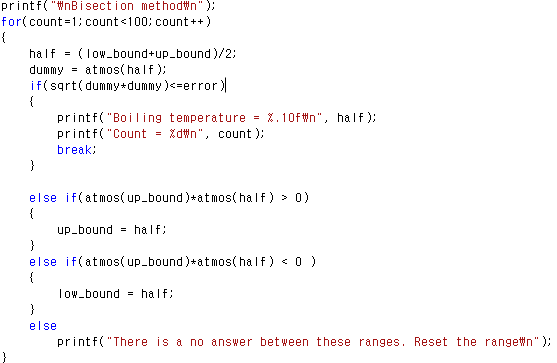 printf("₩nBisection method₩n");
for(count=1;count<100;count++)
{
half = (low_bound+up_bound)/2;
dummy = atmos(half);
if(sqrt(dummy*dummy)<=error)
{
printf("Boiling temperature = %.10f₩n", half);
printf("Count = %d₩n", count);
break;
}
else if(atmos(up_bound)*atmos(half) > 0)
{
up_bound = half;
}
else if(atmos(up_bound)*atmos(half) < 0 )
{
low_bound = half;
}
else
printf("There is a no answer between these ranges. Reset the range₩n");
}